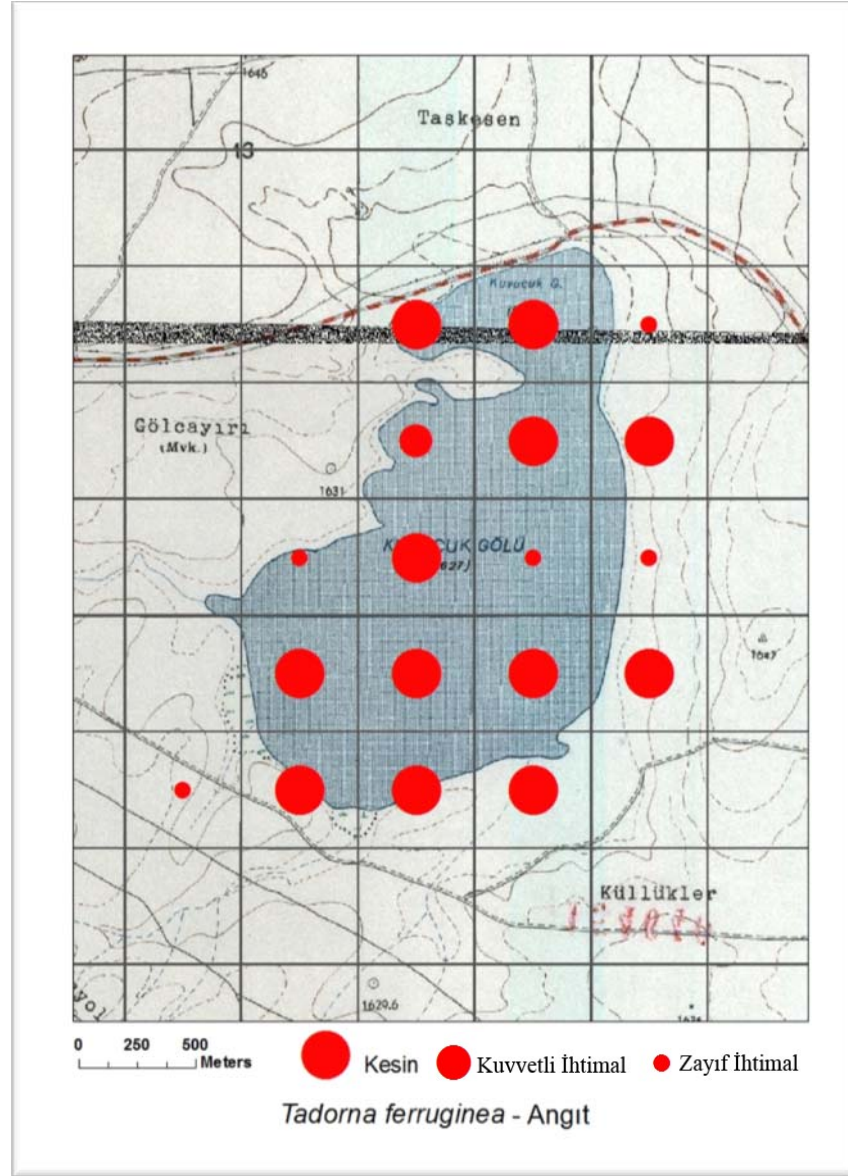 1646
Taşkesen
13
Kuyucuk G.
Gölçayırı
(Mvk.)
1631
GÖLÜ
1647
Küllükler
1629.6
0 250 500
Meters
Kesin
Kuvvetli İhtimal
Zayıf İhtimal
Tadorna ferruginea - Angıt